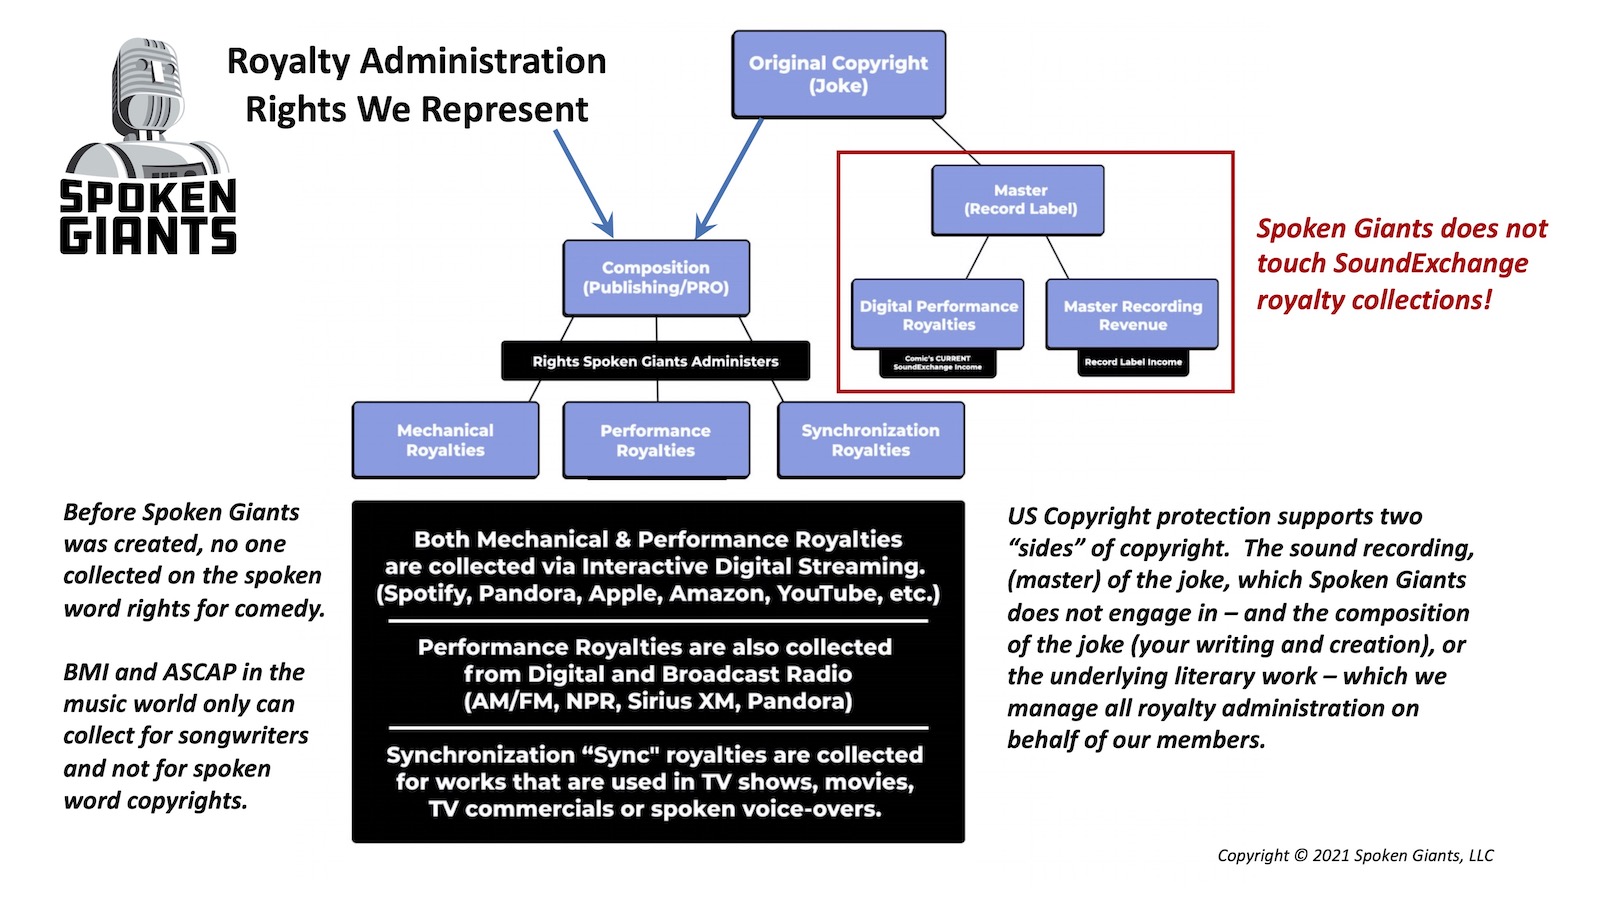 SPOKEN
GIANTS
Royalty Administration
Rights We Represent
Original Copyright
(Joke)
Master
(Record Label)
Digital Performance
Royalties
Comic's CURRENT
SoundExchange Income
Master Recording
Revenue
Record Label Income
Spoken Giants does not
touch SoundExchange
royalty collections!
Composition
(Publishing/PRO)
Rights Spoken Giants Administers
Mechanical
Royalties
Performance
Royalties
Synchronization
Royalties
Before Spoken Giants
was created, no one
collected on the spoken
word rights for comedy.
BMI and ASCAP in the
music world only can
collect for songwriters
and not for spoken
word copyrights.
Both Mechanical & Performance Royalties
are collected via Interactive Digital Streaming.
(Spotify, Pandora, Apple, Amazon, YouTube, etc.)
Performance Royalties are also collected
from Digital and Broadcast Radio
(AM/FM, NPR, Sirius XM, Pandora)
Synchronization “Sync" royalties are collected
for works that are used in TV shows, movies,
TV commercials or spoken voice-overs.
US Copyright protection supports two
“sides” of copyright.  The sound recording,
(master) of the joke, which Spoken Giants
does not engage in – and the composition
of the joke (your writing and creation), or
the underlying literary work – which we
manage all royalty administration on
behalf of our members.
Copyright © 2021 Spoken Giants, LLC